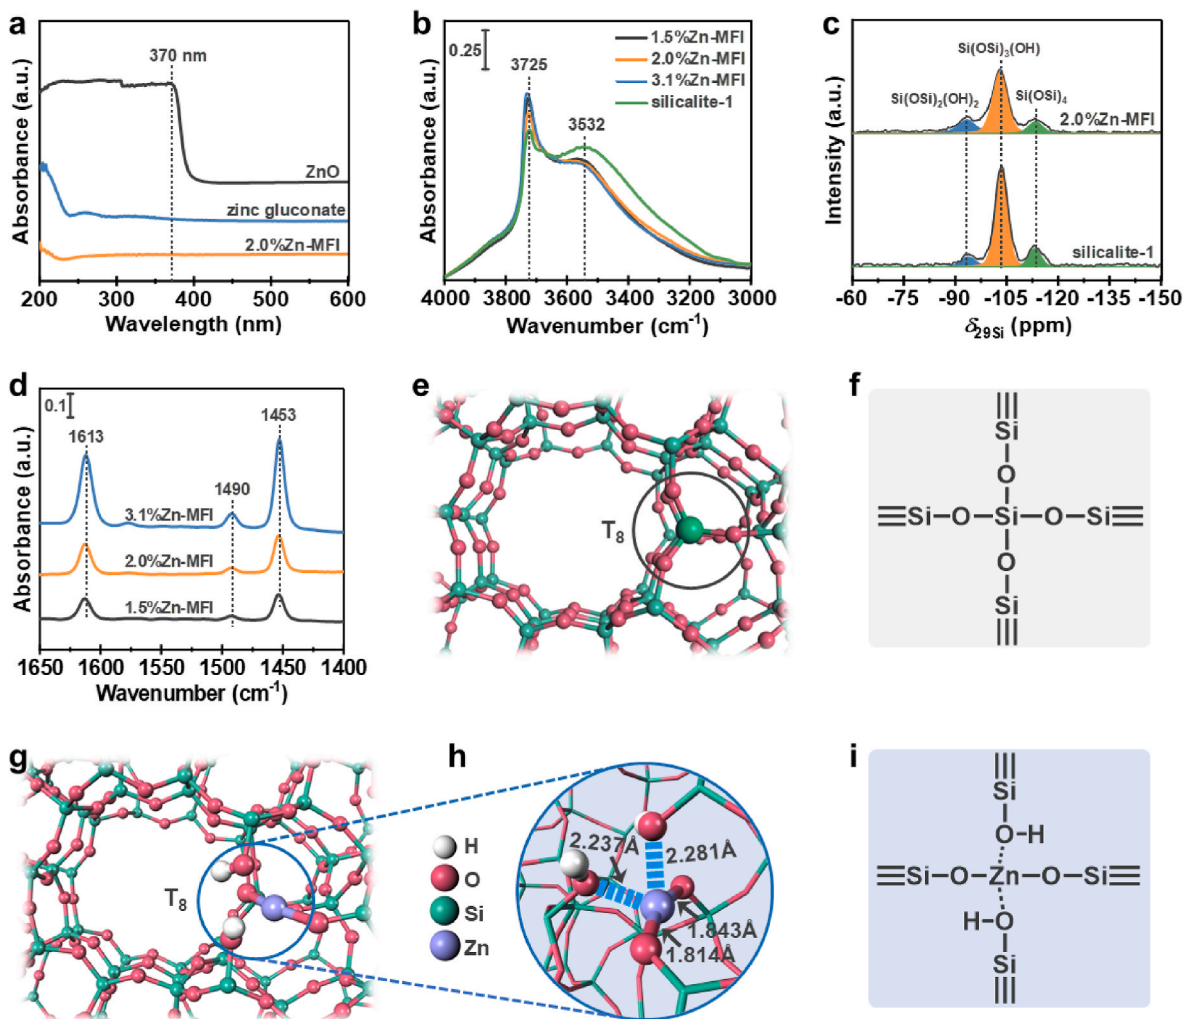 a
370 nm
Absorbance (a.u.)
ZnO
zinc gluconate
2.0%Zn-MFI
200 300 400 500 600
Wavelength (nm)
b
0.25
3725
3532
1.5%Zn-MFI
2.0%Zn-MFI
3.1%Zn-MFI
silicalite-1
Absorbance (a.u.)
4000 3800 3600 3400 3200 3000
Wavenumber (cm⁻¹)
c
Si(OSi)₃(OH)
Si(OSi)₂(OH)₂
Si(OSi)₄
2.0%Zn-MFI
silicalite-1
Intensity (a.u.)
-60 -75 -90 -105 -120 -135 -150
δ₂₉Si (ppm)
d
0.1
1613
1490
1453
3.1%Zn-MFI
2.0%Zn-MFI
1.5%Zn-MFI
Absorbance (a.u.)
1650 1600 1550 1500 1450 1400
Wavenumber (cm⁻¹)
e
T₈
f
Si
O
≡Si-O-Si-O-Si≡
O
Si
g
T₈
h
H
O
Si
Zn
2.237Å
2.281Å
1.843Å
1.814Å
i
Si
O-H
≡Si-O-Zn-O-Si≡
H-O
Si